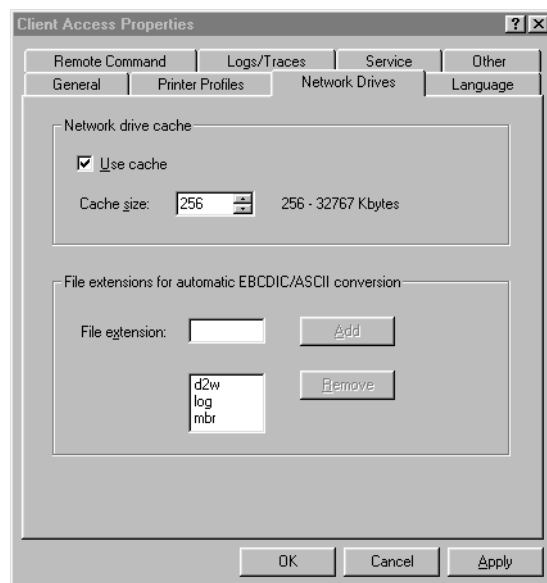 Client Access Properties
Remote Command Logs/Traces Service Other
General Printer Profiles Network Drives Language
Network drive cache
Use cache
Cache size: 256 256 - 32767 Kbytes
File extensions for automatic EBCDIC/ASCII conversion
File extension: Add
d2w Remove
log
mbr
OK Cancel Apply